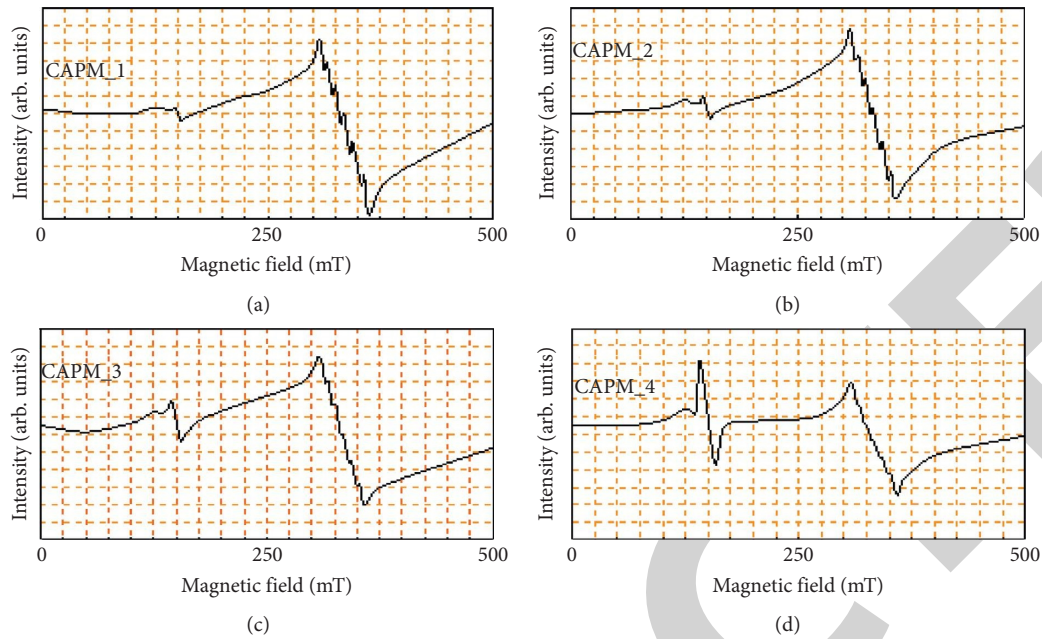 Intensity (arb. units)
CAPM_1
0
250
500
Magnetic field (mT)
(a)
Intensity (arb. units)
CAPM_2
0
250
500
Magnetic field (mT)
(b)
Intensity (arb. units)
CAPM_3
0
250
500
Magnetic field (mT)
(c)
Intensity (arb. units)
CAPM_4
0
250
500
Magnetic field (mT)
(d)